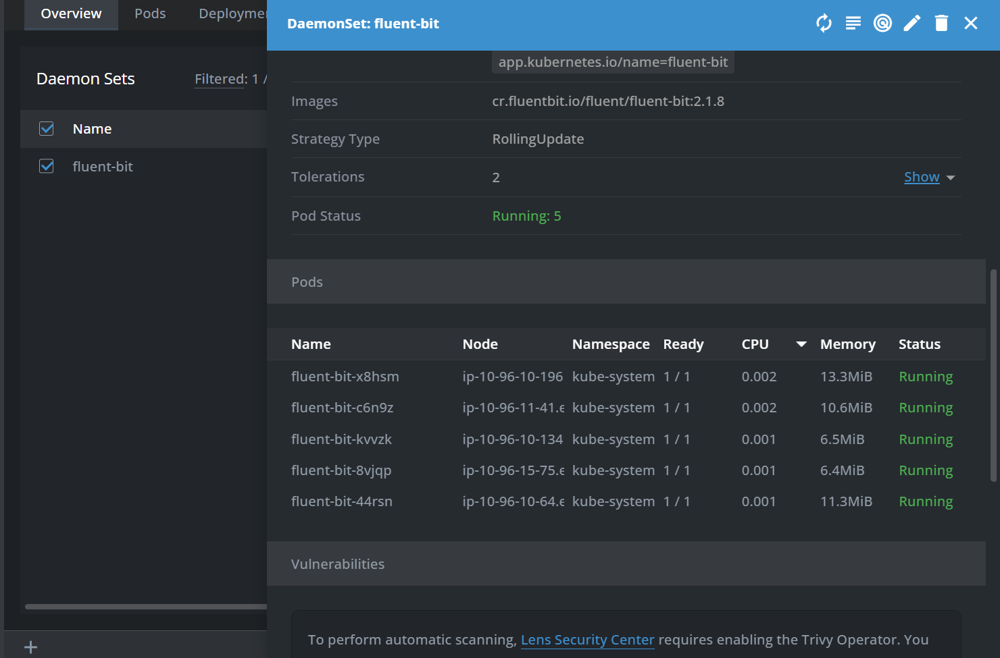 Overview Pods Deployme
DaemonSet: fluent-bit
Daemon Sets Filtered: 1 /
Name
fluent-bit
app.kubernetes.io/name=fluent-bit
Images cr.fluentbit.io/fluent/fluent-bit:2.1.8
Strategy Type RollingUpdate
Tolerations 2 Show
Pod Status Running: 5
Pods
Name Node Namespace Ready CPU Memory Status
fluent-bit-x8hsm ip-10-96-10-196 kube-system 1 / 1 0.002 13.3MiB Running
fluent-bit-c6n9z ip-10-96-11-41.e kube-system 1 / 1 0.002 10.6MiB Running
fluent-bit-kvvzk ip-10-96-10-134 kube-system 1 / 1 0.001 6.5MiB Running
fluent-bit-8vjqp ip-10-96-15-75.e kube-system 1 / 1 0.001 6.4MiB Running
fluent-bit-44rsn ip-10-96-10-64.e kube-system 1 / 1 0.001 11.3MiB Running
Vulnerabilities
To perform automatic scanning, Lens Security Center requires enabling the Trivy Operator. You